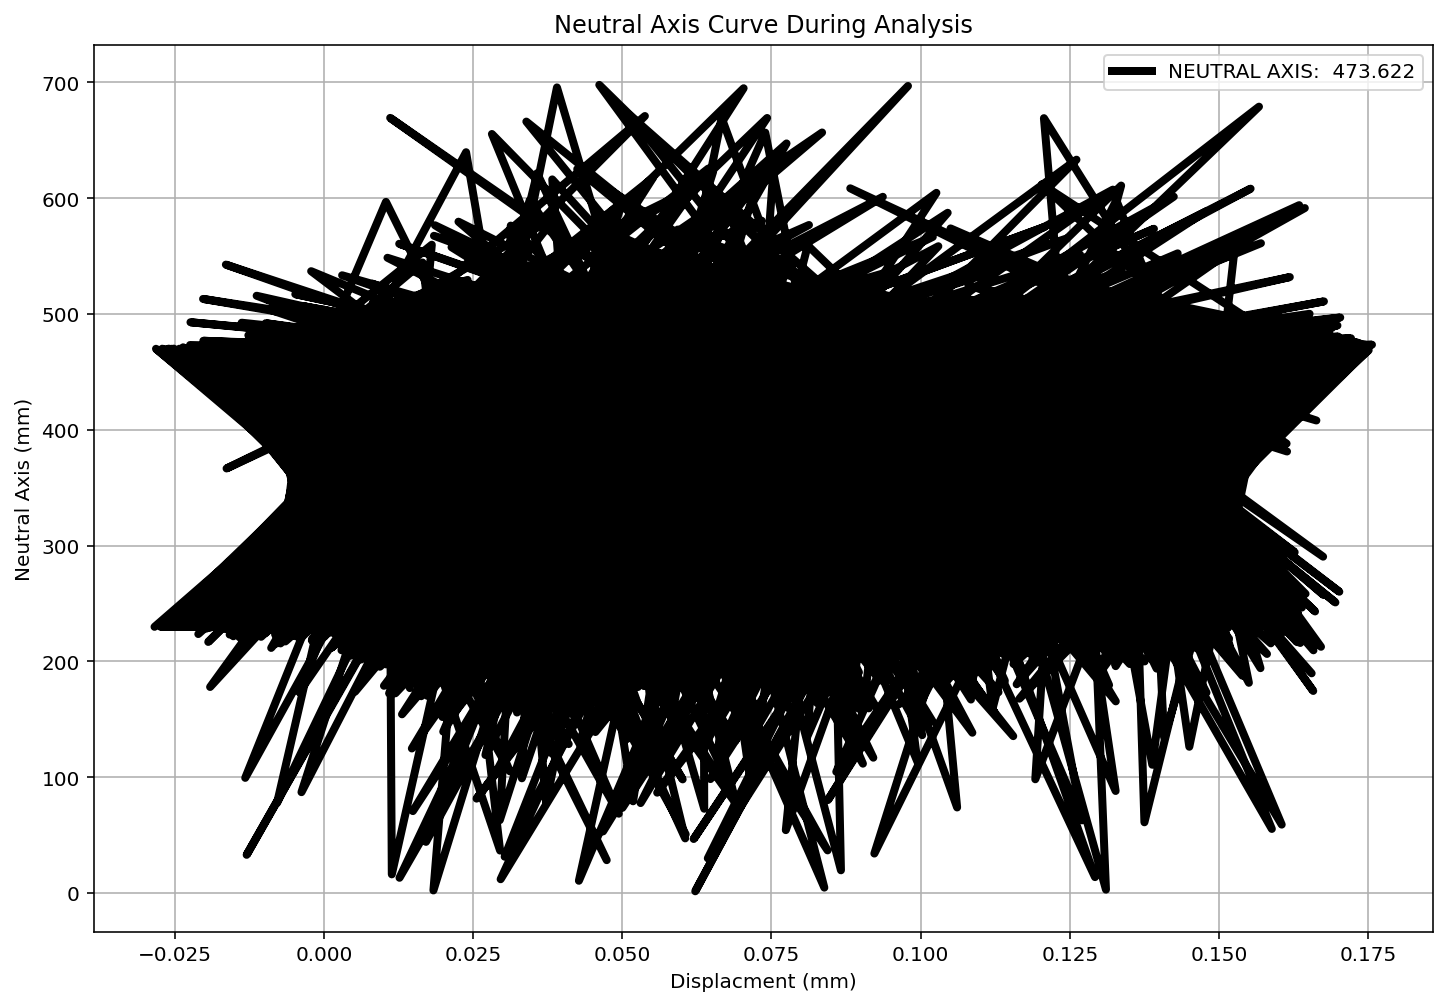 Neutral Axis Curve During Analysis
NEUTRAL AXIS:  473.622
700
600
500
400
300
200
100
0
Neutral Axis (mm)
−0.025 0.000 0.025 0.050 0.075 0.100 0.125 0.150 0.175
Displacment (mm)